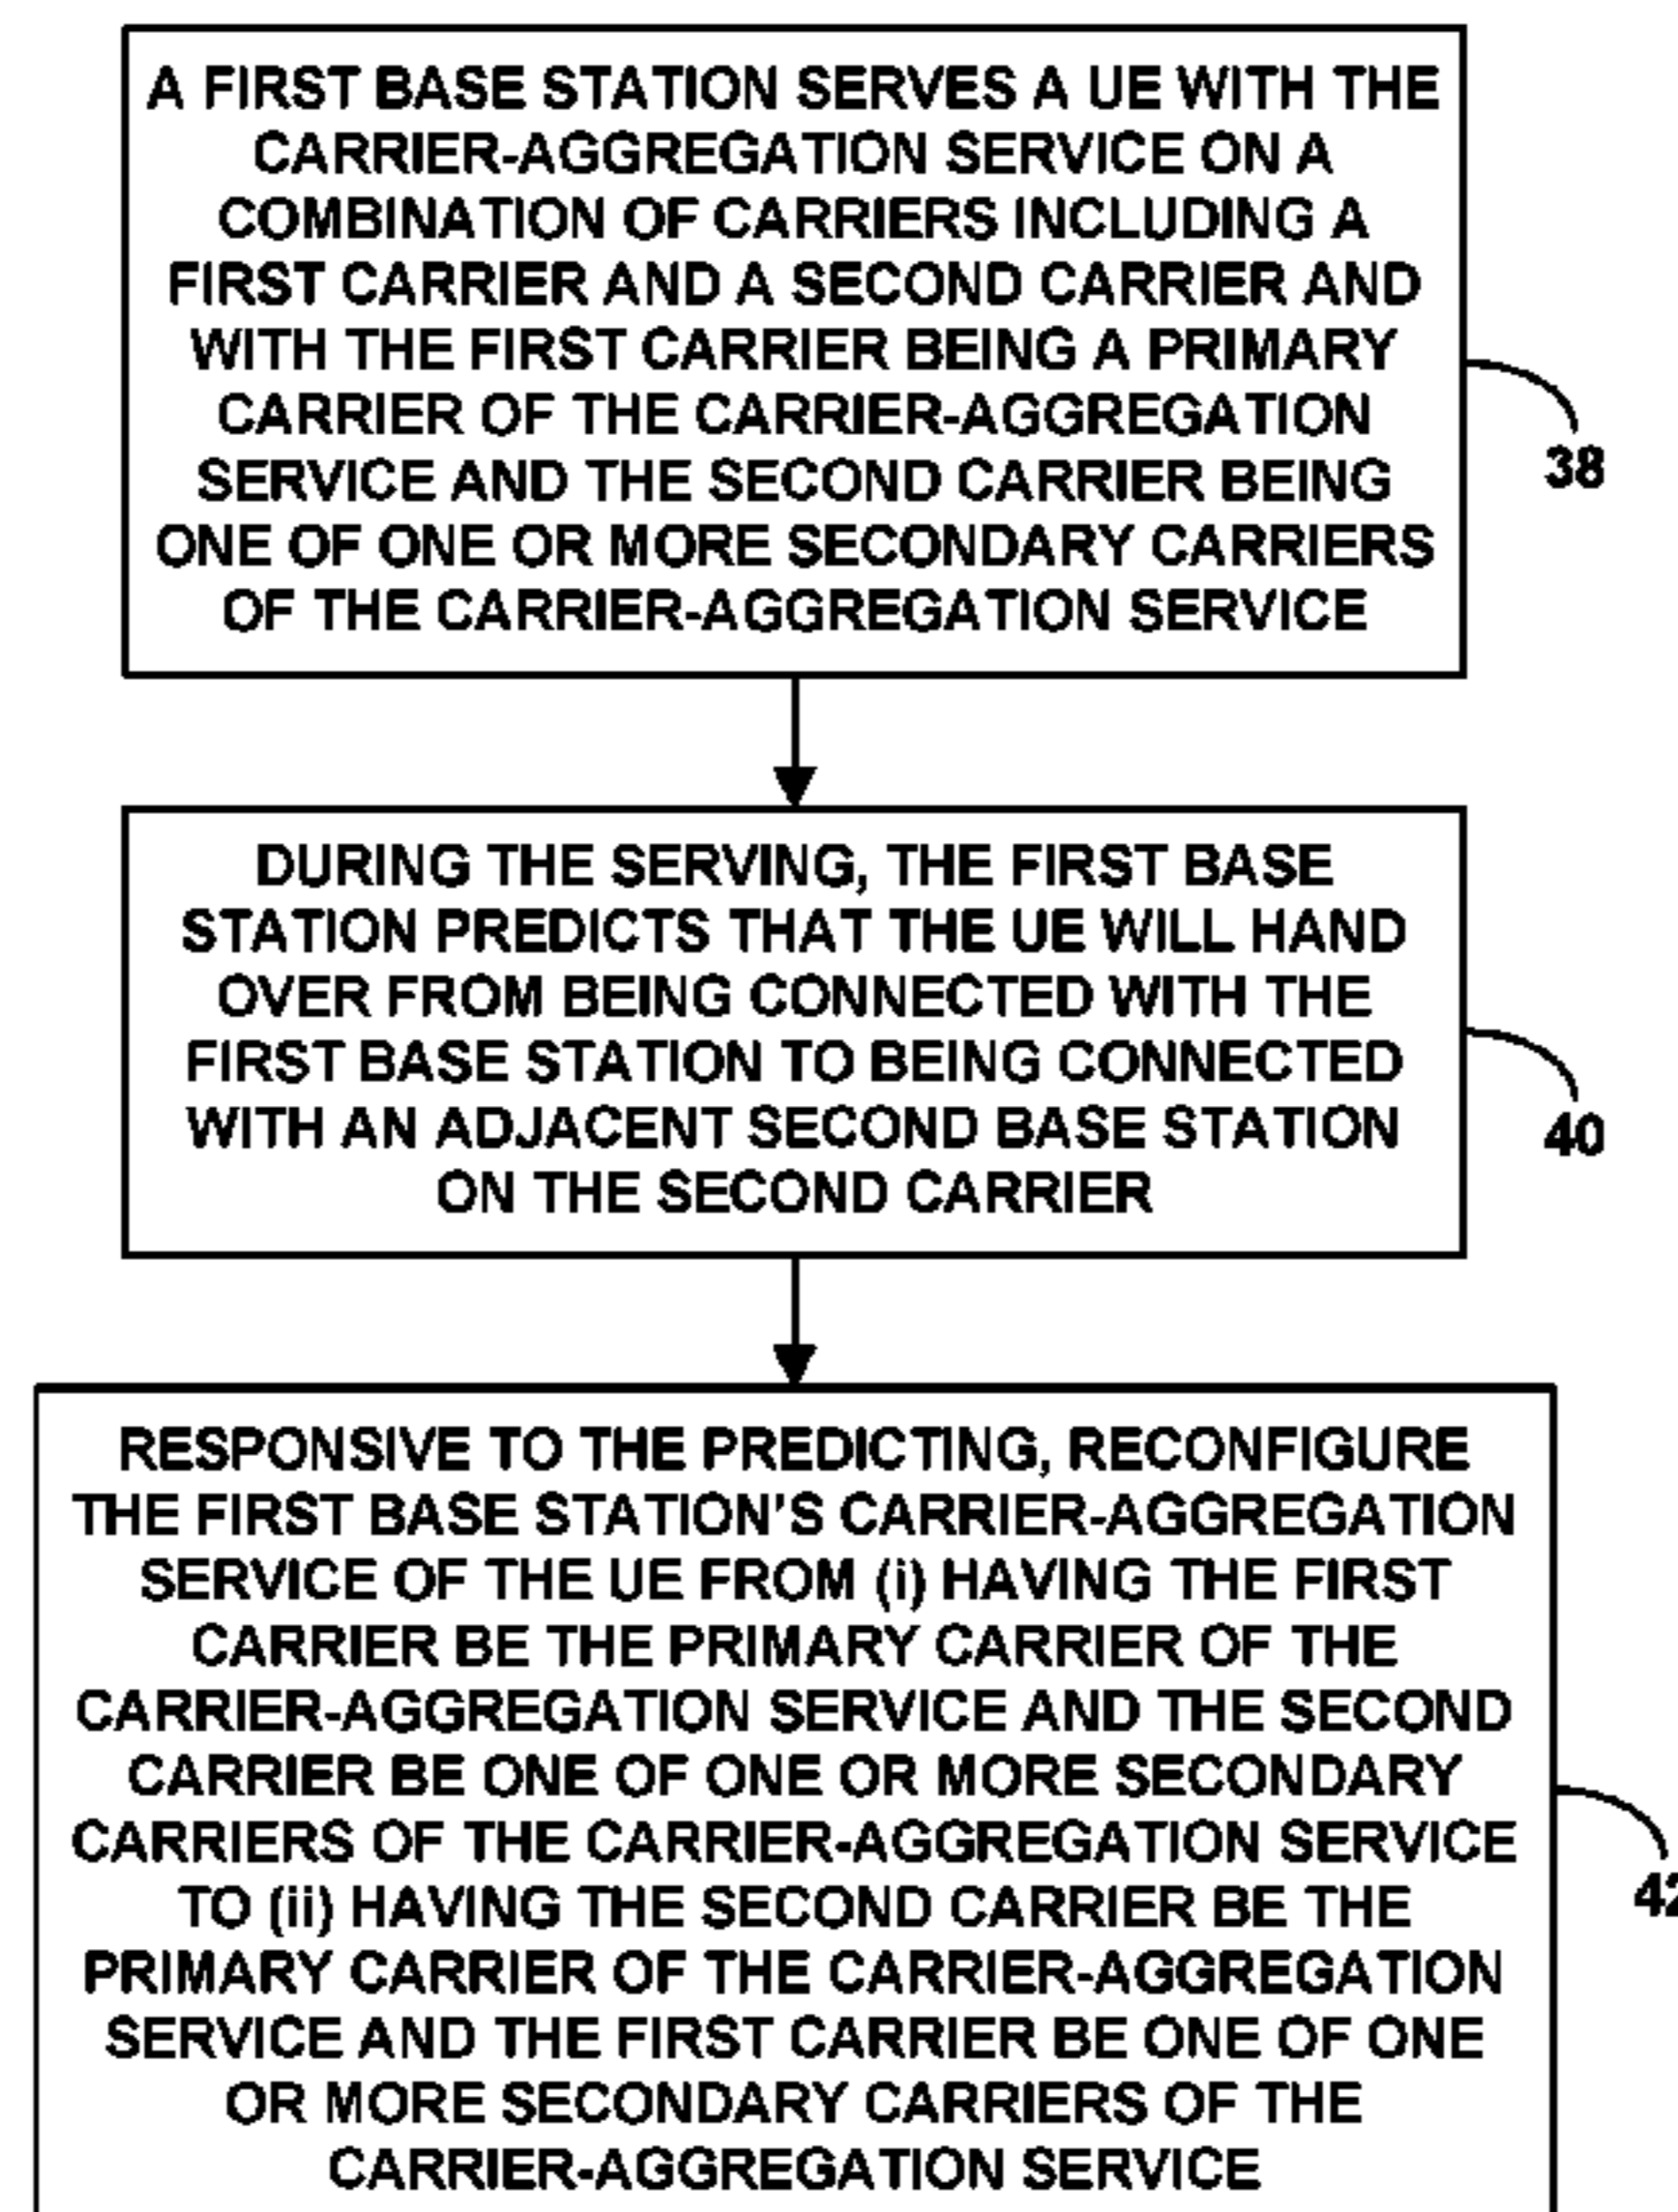 A FIRST BASE STATION SERVES A UE WITH THE
CARRIER-AGGREGATION SERVICE ON A
COMBINATION OF CARRIERS INCLUDING A
FIRST CARRIER AND A SECOND CARRIER AND
WITH THE FIRST CARRIER BEING A PRIMARY
CARRIER OF THE CARRIER-AGGREGATION
SERVICE AND THE SECOND CARRIER BEING
ONE OF ONE OR MORE SECONDARY CARRIERS
OF THE CARRIER-AGGREGATION SERVICE
38
DURING THE SERVING, THE FIRST BASE
STATION PREDICTS THAT THE UE WILL HAND
OVER FROM BEING CONNECTED WITH THE
FIRST BASE STATION TO BEING CONNECTED
WITH AN ADJACENT SECOND BASE STATION
ON THE SECOND CARRIER
40
RESPONSIVE TO THE PREDICTING, RECONFIGURE
THE FIRST BASE STATION'S CARRIER-AGGREGATION
SERVICE OF THE UE FROM (i) HAVING THE FIRST
CARRIER BE THE PRIMARY CARRIER OF THE
CARRIER-AGGREGATION SERVICE AND THE SECOND
CARRIER BE ONE OF ONE OR MORE SECONDARY
CARRIERS OF THE CARRIER-AGGREGATION SERVICE
TO (ii) HAVING THE SECOND CARRIER BE THE
PRIMARY CARRIER OF THE CARRIER-AGGREGATION
SERVICE AND THE FIRST CARRIER BE ONE OF ONE
OR MORE SECONDARY CARRIERS OF THE
CARRIER-AGGREGATION SERVICE
42